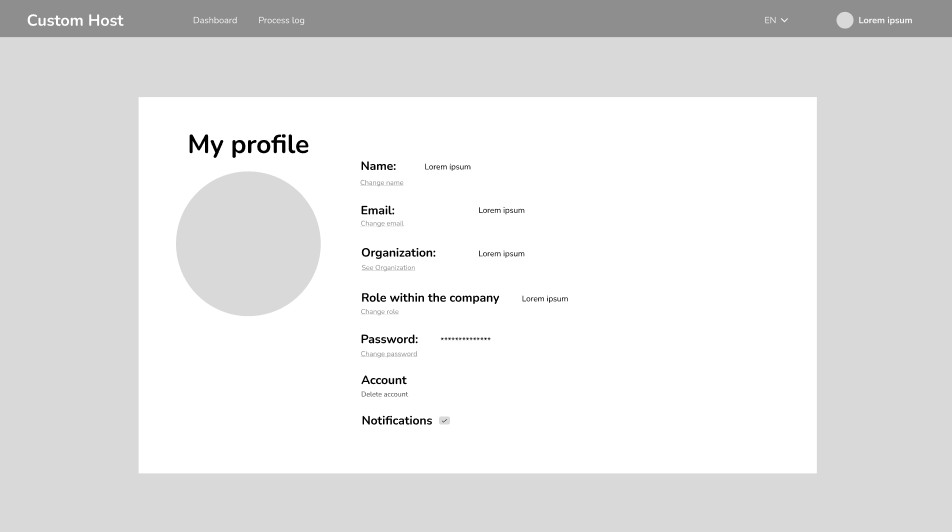 Custom Host
Dashboard
Process log
EN
Lorem ipsum
My profile
Name: Lorem ipsum
Change name
Email: Lorem ipsum
Change email
Organization: Lorem ipsum
See Organization
Role within the company Lorem ipsum
Change role
Password: **************
Change password
Account
Delete account
Notifications